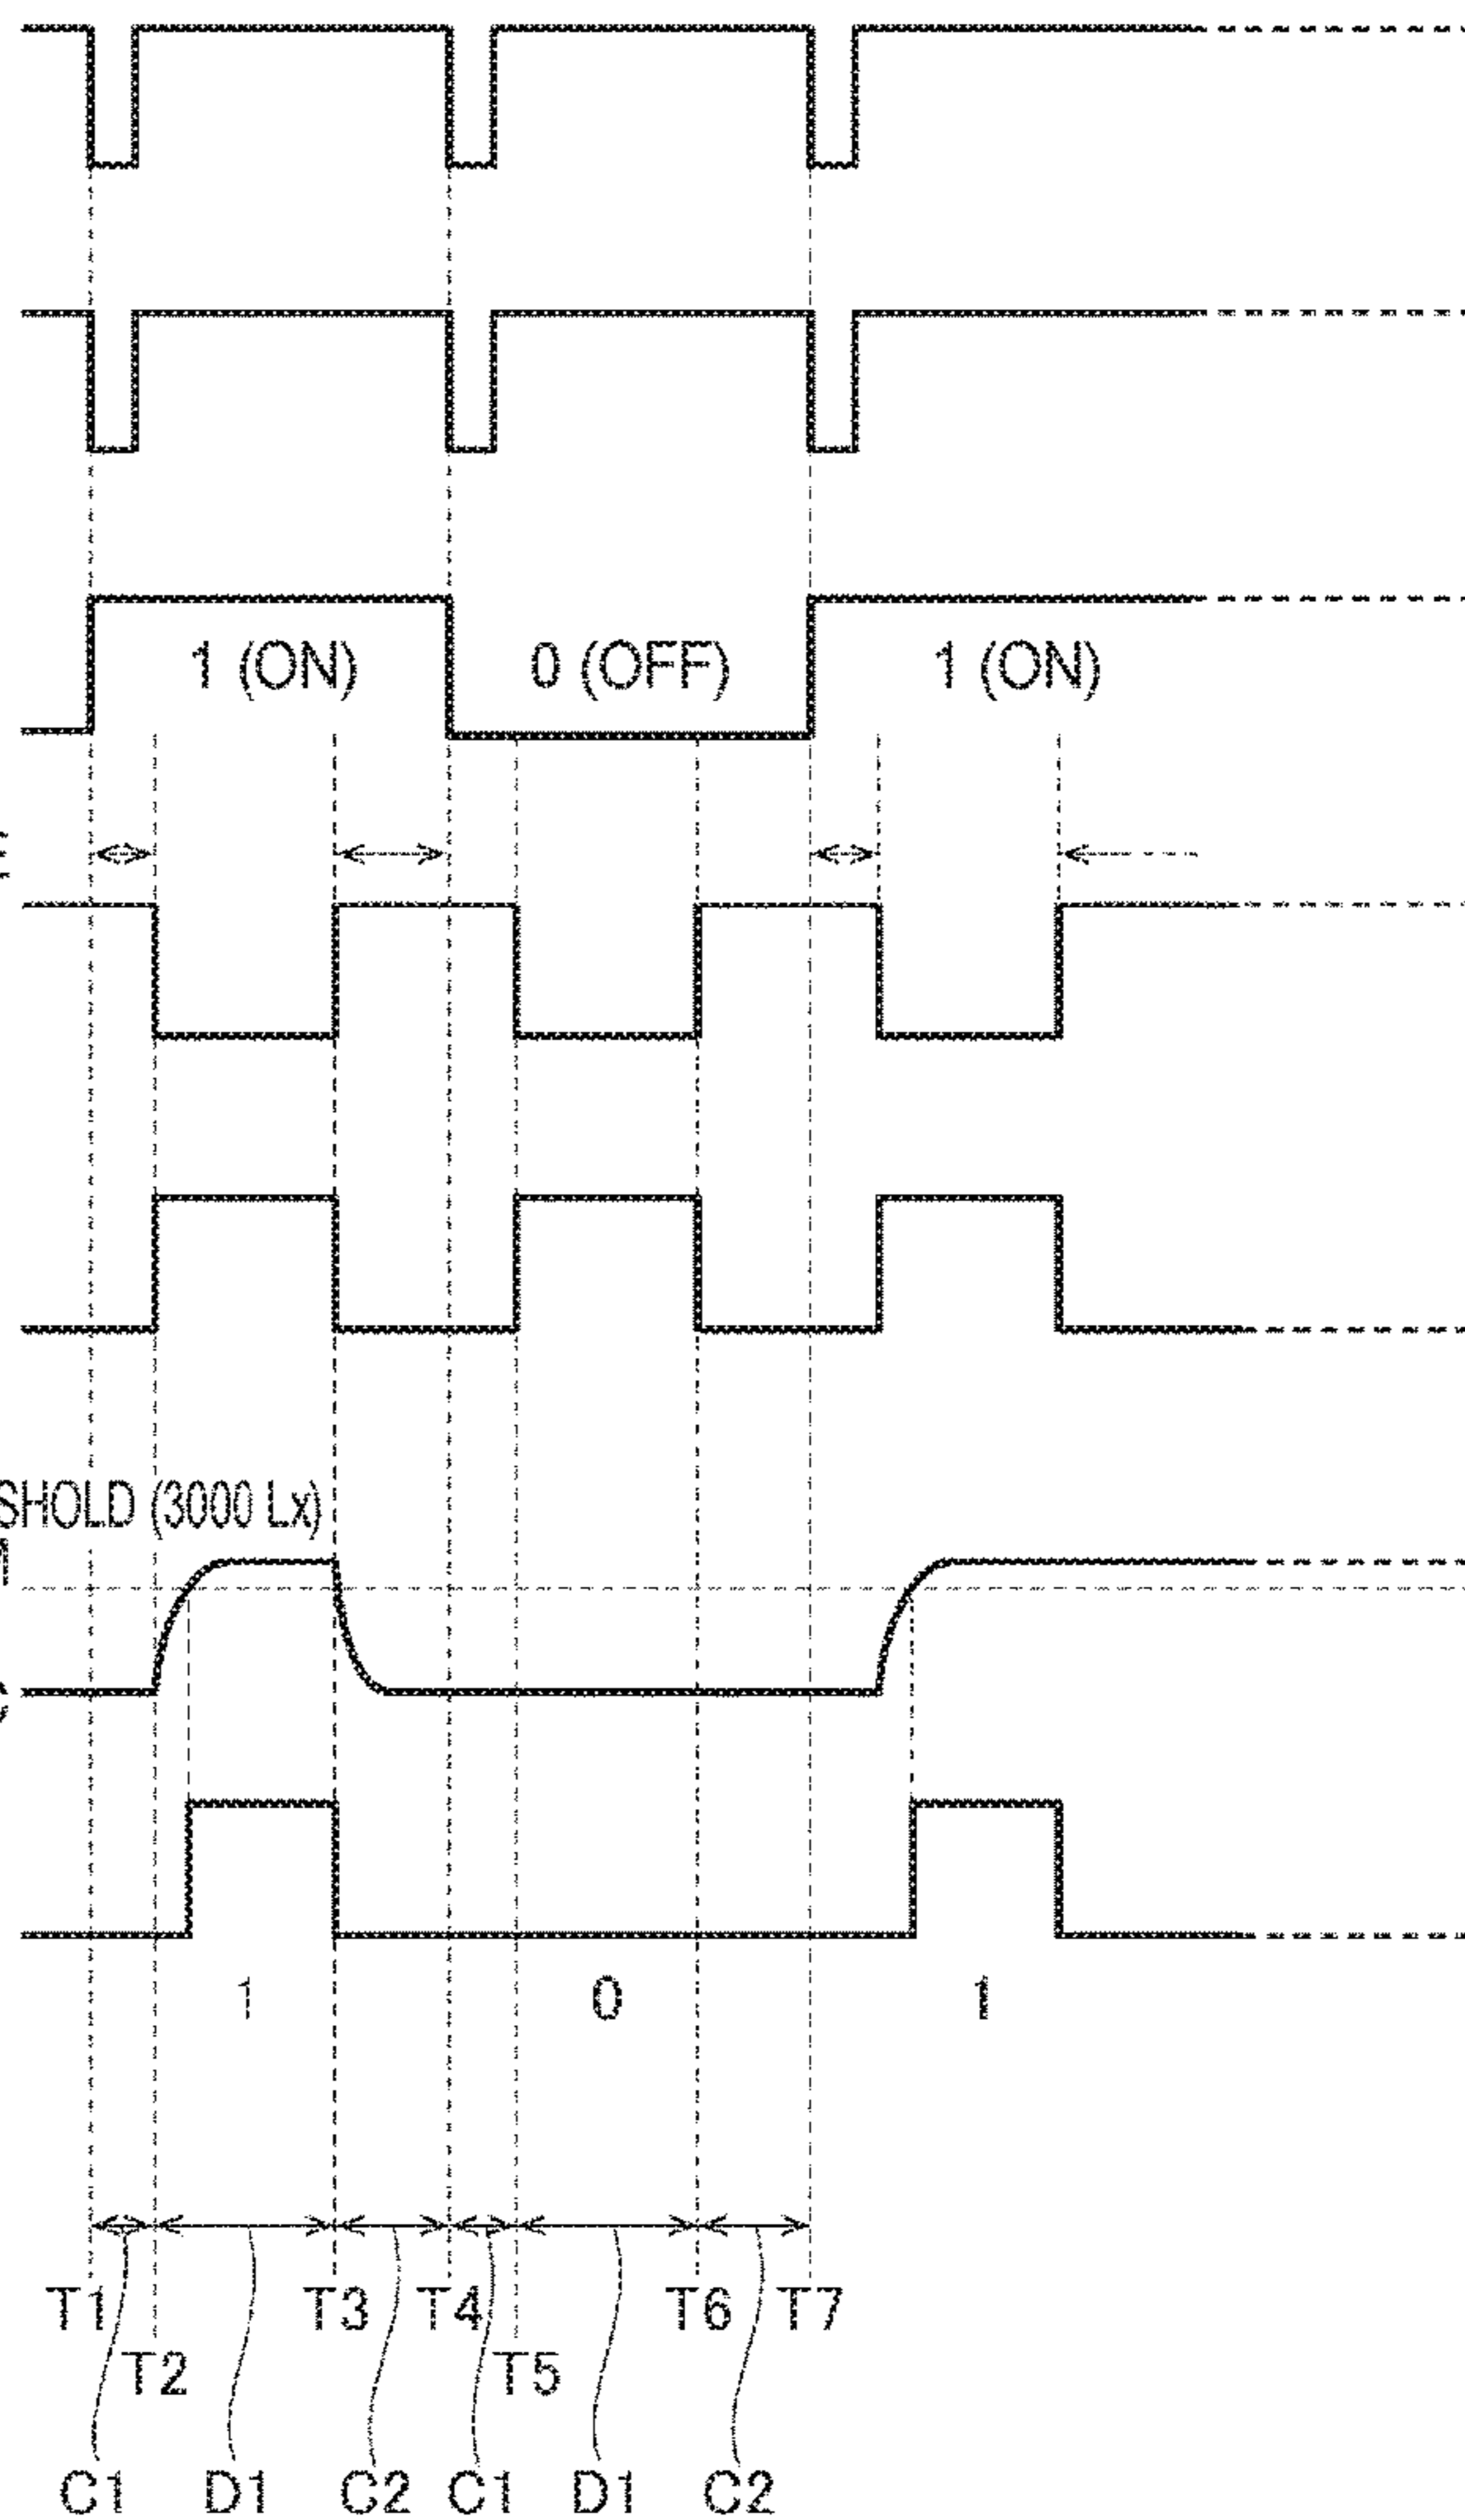 1 (ON) 0 (OFF) 1 (ON)
SHOLD (3000 Lx)
1 0 1
T1 T3 T4 T6 T7
T2 T5
C1 D1 C2 C1 D1 C2